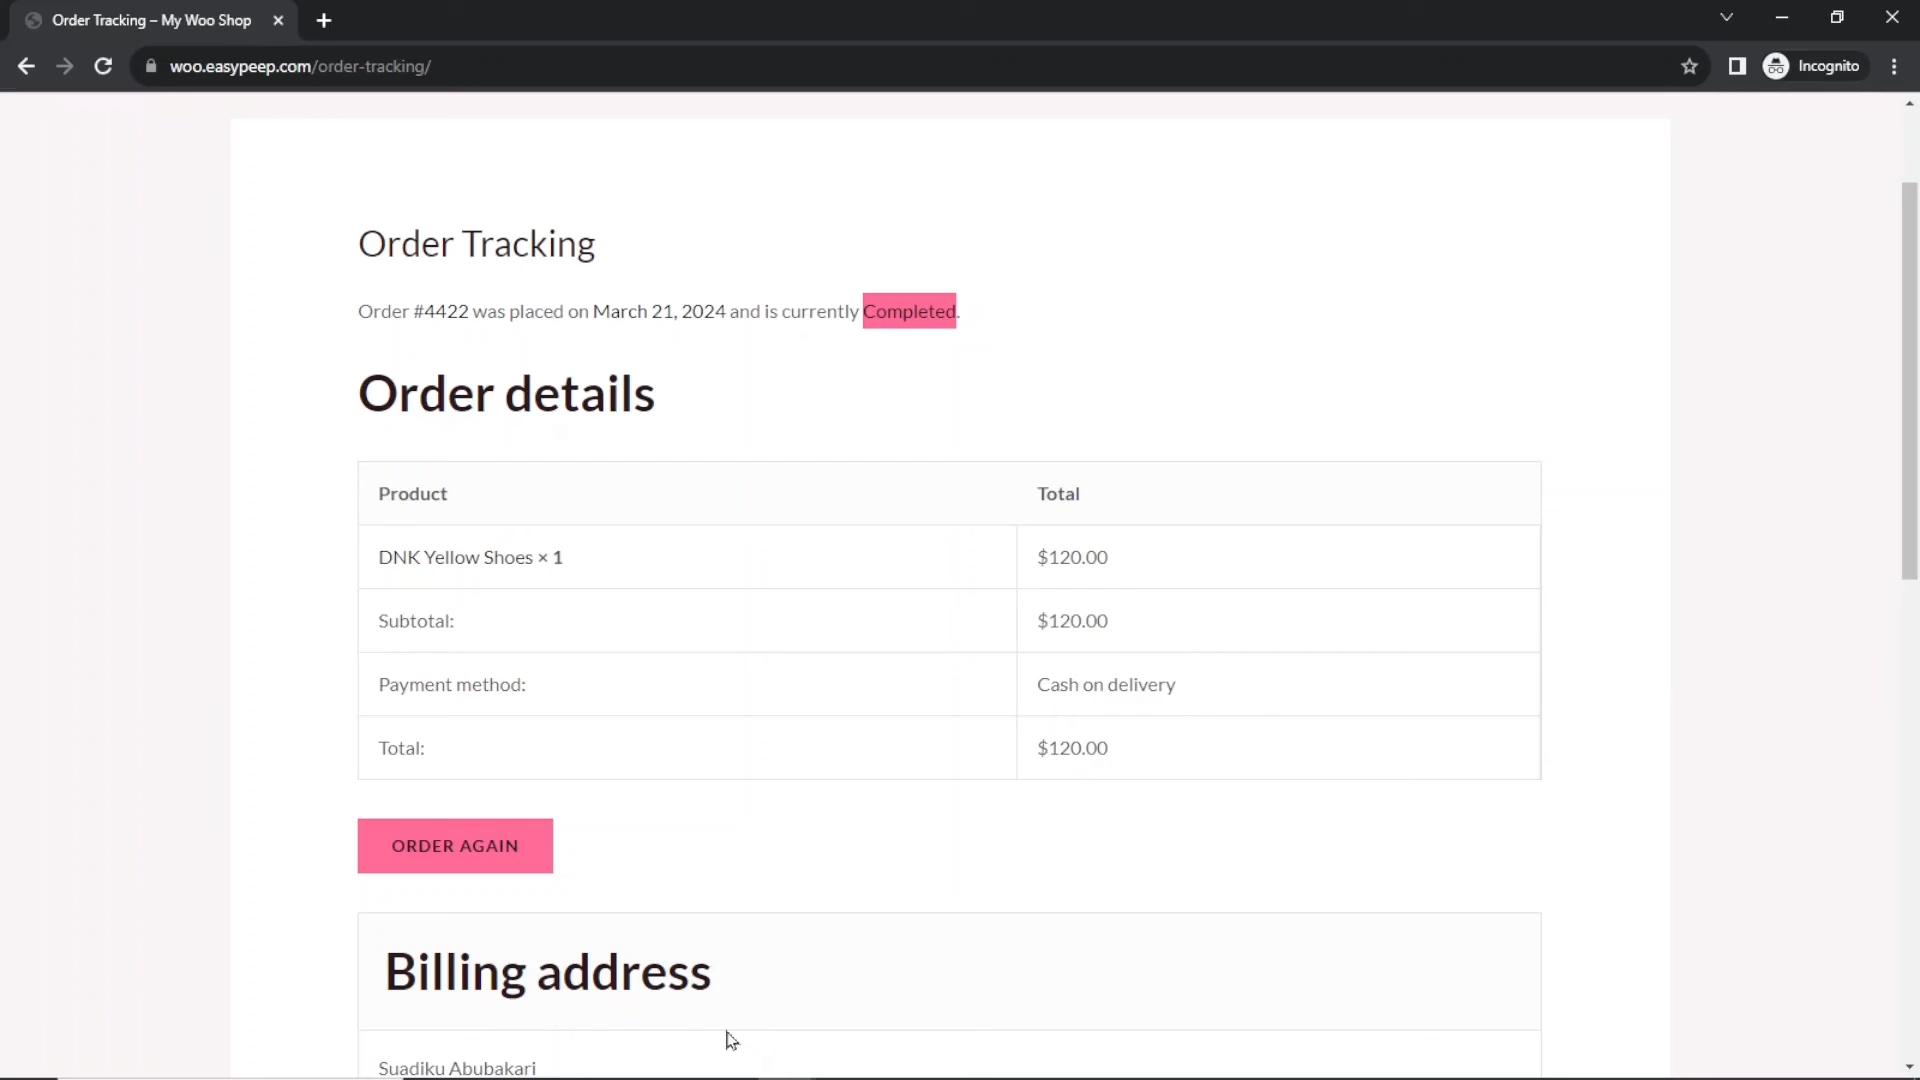 Order Tracking – My Woo Shop
woo.easypeep.com/order-tracking/
Incognito
Order Tracking
Order #4422 was placed on March 21, 2024 and is currently Completed.
Order details
Product Total
DNK Yellow Shoes × 1 $120.00
Subtotal: $120.00
Payment method: Cash on delivery
Total: $120.00
ORDER AGAIN
Billing address
Suadiku Abubakari